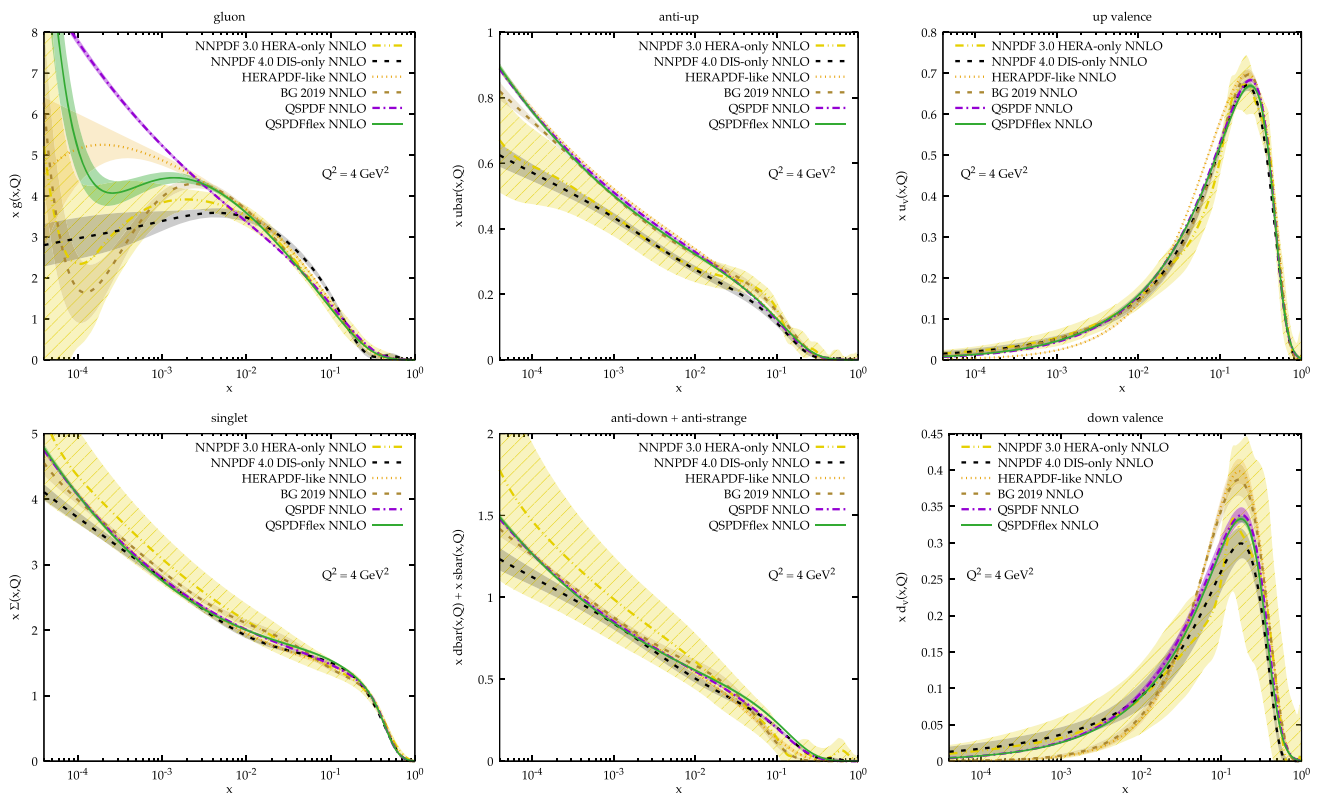 gluon
x g(x,Q)
8
7
6
5
4
3
2
1
0
NNPDF 3.0 HERA-only NNLO
NNPDF 4.0 DIS-only NNLO
HERAPDF-like NNLO
BG 2019 NNLO
QSPDF NNLO
QSPDFflex NNLO
Q² = 4 GeV²
10⁻⁴ 10⁻³ 10⁻² 10⁻¹ 10⁰
x
anti-up
x ubar(x,Q)
1
0.8
0.6
0.4
0.2
0
NNPDF 3.0 HERA-only NNLO
NNPDF 4.0 DIS-only NNLO
HERAPDF-like NNLO
BG 2019 NNLO
QSPDF NNLO
QSPDFflex NNLO
Q² = 4 GeV²
10⁻⁴ 10⁻³ 10⁻² 10⁻¹ 10⁰
x
up valence
x uᵥ(x,Q)
0.8
0.7
0.6
0.5
0.4
0.3
0.2
0.1
0
NNPDF 3.0 HERA-only NNLO
NNPDF 4.0 DIS-only NNLO
HERAPDF-like NNLO
BG 2019 NNLO
QSPDF NNLO
QSPDFflex NNLO
Q² = 4 GeV²
10⁻⁴ 10⁻³ 10⁻² 10⁻¹ 10⁰
x
singlet
x Σ(x,Q)
5
4
3
2
1
0
NNPDF 3.0 HERA-only NNLO
NNPDF 4.0 DIS-only NNLO
HERAPDF-like NNLO
BG 2019 NNLO
QSPDF NNLO
QSPDFflex NNLO
Q² = 4 GeV²
10⁻⁴ 10⁻³ 10⁻² 10⁻¹ 10⁰
x
anti-down + anti-strange
x dbar(x,Q) + x sbar(x,Q)
2
1.5
1
0.5
0
NNPDF 3.0 HERA-only NNLO
NNPDF 4.0 DIS-only NNLO
HERAPDF-like NNLO
BG 2019 NNLO
QSPDF NNLO
QSPDFflex NNLO
Q² = 4 GeV²
10⁻⁴ 10⁻³ 10⁻² 10⁻¹ 10⁰
x
down valence
x dᵥ(x,Q)
0.45
0.4
0.35
0.3
0.25
0.2
0.15
0.1
0.05
0
NNPDF 3.0 HERA-only NNLO
NNPDF 4.0 DIS-only NNLO
HERAPDF-like NNLO
BG 2019 NNLO
QSPDF NNLO
QSPDFflex NNLO
Q² = 4 GeV²
10⁻⁴ 10⁻³ 10⁻² 10⁻¹ 10⁰
x